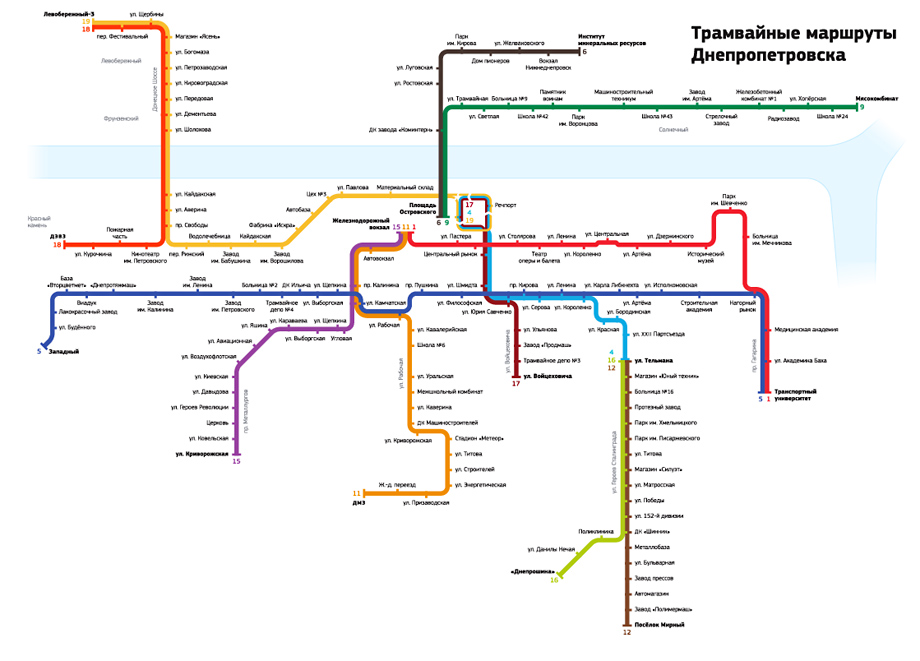 Трамвайные маршруты
Днепропетровска
Левобережный-3
19
18
ул. Щербины
пер. Фестивальный
Магазин «Ясень»
ул. Богомаза
Левобережный
ул. Петрозаводская
Донецкое Шоссе
ул. Кировоградская
ул. Передовая
Фрунзенский
ул. Дементьева
ул. Шолохова
Парк
им. Кирова
ул. Желваковского
Институт
минеральных ресурсов
6
Дом пионеров
Вокзал
Нижнеднепровск
ул. Луговская
ул. Ростовская
ДК завода «Коминтерн»
ул. Трамвайная
Больница №9
Памятник
воинам
Машиностроительный
техникум
Завод
им. Артёма
Железобетонный
комбинат №1
ул. Хопёрская
Мясокомбинат
9
ул. Светлая
Школа №42
Парк
им. Воронцова
Школа №43
Стрелочный
завод
Радиозавод
Школа №24
Солнечный
ул. Кайдакская
ул. Аверина
пр. Свободы
Красный
камень
ДЗВЗ
18
Пожарная
часть
ул. Курочкина
Кинотеатр
им. Петровского
Водолечебница
пер. Ринский
Кайдакская
Завод
им. Бабушкина
Фабрика «Искра»
Завод
им. Ворошилова
Автобаза
Цех №3
ул. Павлова
Материальный склад
Площадь
Островского
6 9
17
4
19
Речпорт
Железнодорожный
вокзал
15 11 1
Автовокзал
ул. Пастера
Центральный рынок
ул. Столярова
Театр
оперы и балета
ул. Ленина
ул. Короленко
ул. Центральная
ул. Артёма
ул. Дзержинского
Исторический
музей
Парк
им. Шевченко
Больница
им. Мечникова
База
«Вторцветмет»
«Днепротяжмаш»
Завод
им. Ленина
Больница №2
ДК Ильича
ул. Щепкина
пр. Калинина
пр. Пушкина
ул. Шмидта
пр. Кирова
ул. Ленина
ул. Карла Либкнехта
ул. Исполкомовская
Виадук
Завод
им. Калинина
Завод
им. Петровского
Трамвайное
депо №4
ул. Выборгская
ул. Камчатская
ул. Философская
ул. Юрия Савченко
ул. Серова
ул. Короленко
ул. Артёма
Строительная
академия
Нагорный
рынок
Лакокрасочный завод
ул. Будённого
5
Западный
ул. Бородинская
ул. Красная
ул. XXII Партсъезда
ул. Яшина
ул. Караваева
ул. Щепкина
ул. Выборгская
Угловая
ул. Авиационная
ул. Воздухофлотская
ул. Киевская
ул. Давыдова
ул. Героев Революции
Церковь
ул. Ковельская
ул. Криворожская
15
пр. Металлургов
ул. Рабочая
ул. Кавалерийская
Школа №6
ул. Рабочая
ул. Уральская
Межшкольный комбинат
ул. Каверина
ДК Машиностроителей
ул. Криворожская
Стадион «Метеор»
ул. Титова
ул. Строителей
ул. Энергетическая
Ж.-д. переезд
11
ДМЗ
ул. Призаводская
ул. Войцеховича
ул. Ульянова
Завод «Продмаш»
Трамвайное депо №3
ул. Войцеховича
17
4
16
12
ул. Тельмана
Магазин «Юный техник»
Больница №16
Протезный завод
Парк им. Хмельницкого
Парк им. Писаржевского
ул. Титова
Магазин «Силуэт»
ул. Матросская
ул. Победы
ул. 152-й дивизии
ДК «Шинник»
Металлобаза
ул. Бульварная
Завод прессов
Автомагазин
Завод «Полимермаш»
Посёлок Мирный
12
ул. Героев Сталинграда
Поликлиника
ул. Данилы Нечая
«Днепрошина»
16
пр. Гагарина
Медицинская академия
ул. Академика Баха
Транспортный
университет
5 1